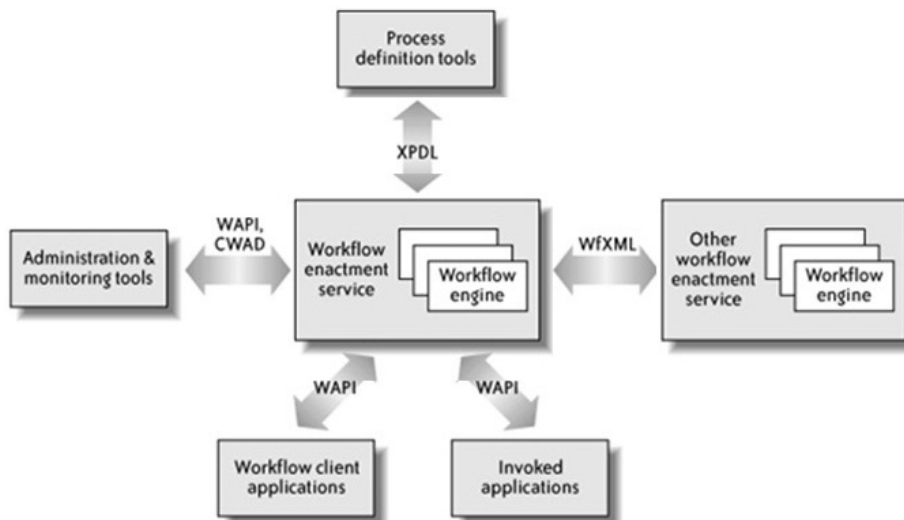 Process
definition tools
XPDL
WAPI,
CWAD
Administration &
monitoring tools
Workflow
enactment
service
Workflow
engine
WfXML
Other
workflow
enactment
service
Workflow
engine
WAPI
WAPI
Workflow client
applications
Invoked
applications